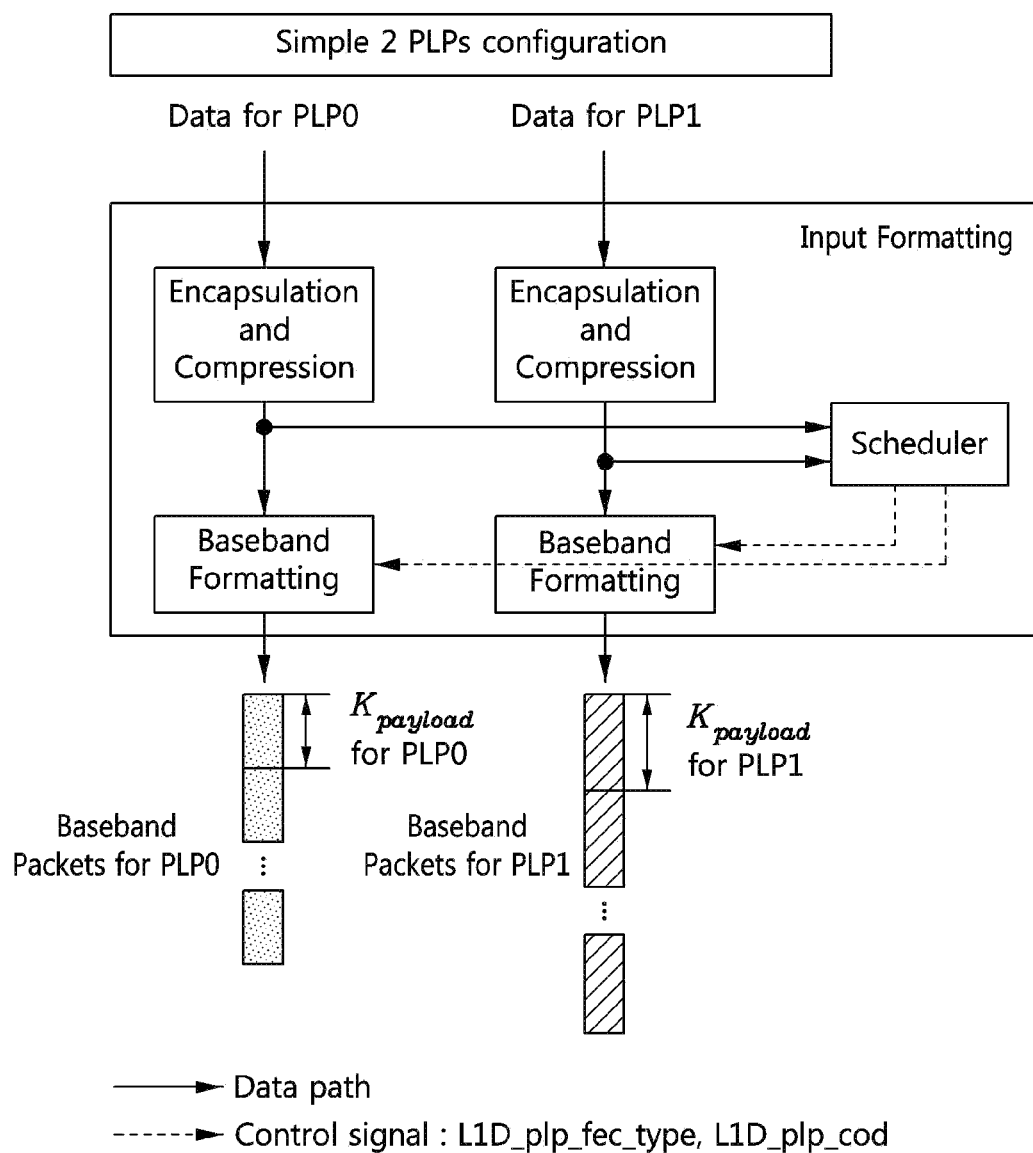 Simple 2 PLPs configuration
Data for PLP0
Data for PLP1
Input Formatting
Encapsulation
and
Compression
Encapsulation
and
Compression
Scheduler
Baseband
Formatting
Baseband
Formatting
K_payload
for PLP0
K_payload
for PLP1
Baseband
Packets for PLP0
Baseband
Packets for PLP1
Data path
Control signal : L1D_plp_fec_type, L1D_plp_cod